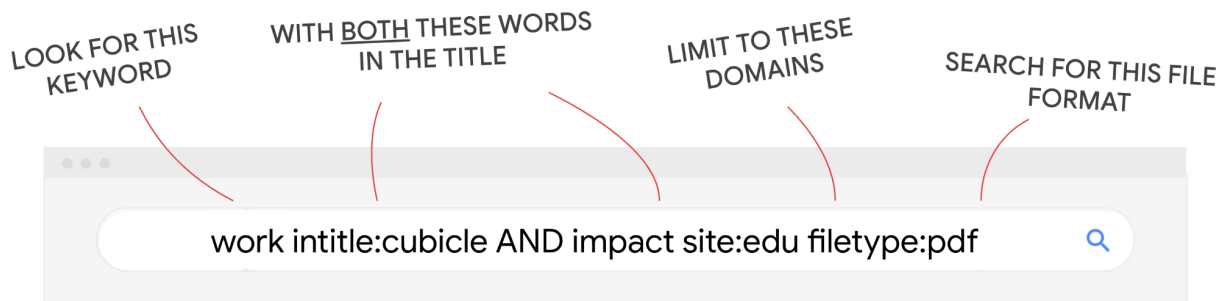 LOOK FOR THIS
KEYWORD
WITH BOTH THESE WORDS
IN THE TITLE
LIMIT TO THESE
DOMAINS
SEARCH FOR THIS FILE
FORMAT
work intitle:cubicle AND impact site:edu filetype:pdf